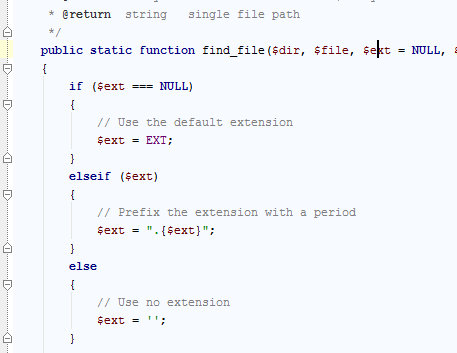 * @return  string   single file path
*/
public static function find_file($dir, $file, $ext = NULL, $
{
if ($ext === NULL)
{
// Use the default extension
$ext = EXT;
}
elseif ($ext)
{
// Prefix the extension with a period
$ext = ".{$ext}";
}
else
{
// Use no extension
$ext = '';
}